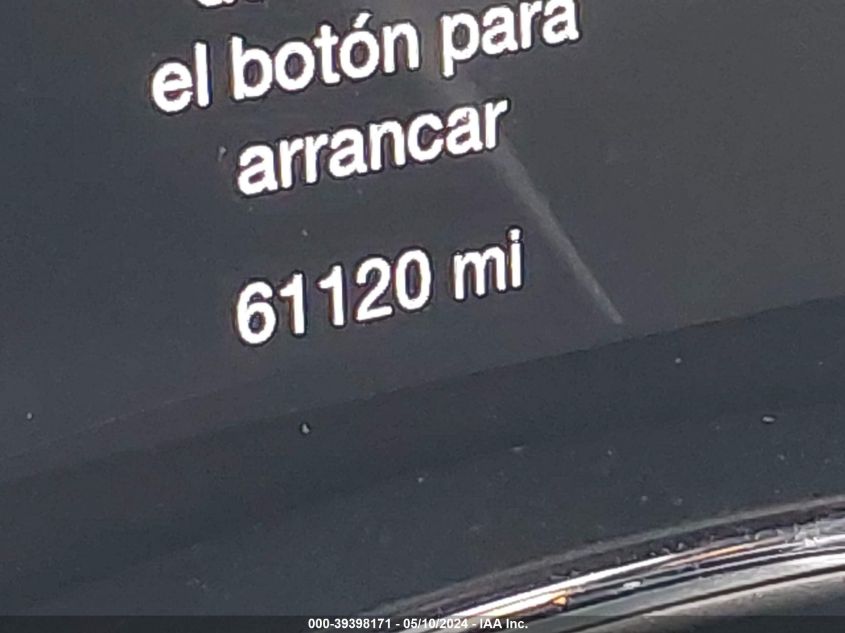 el botón para
arrancar
61120 mi
000-39398171 - 05/10/2024 - IAA Inc.